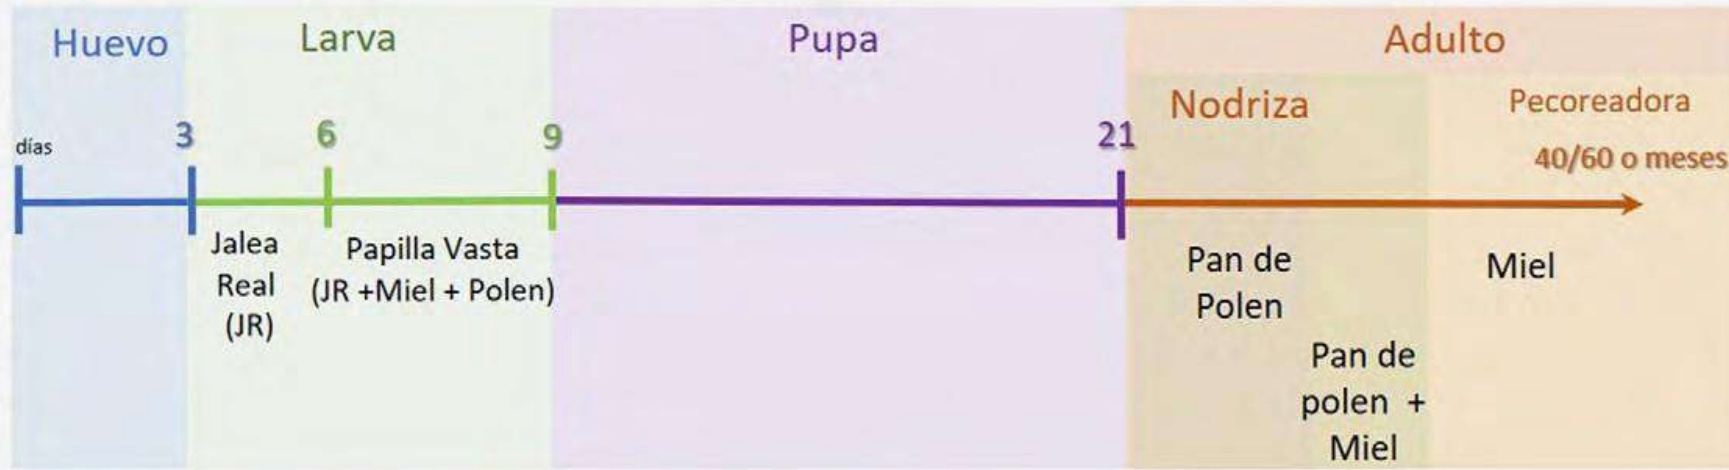 Huevo
Larva
Pupa
Adulto
Nodriza
Pecoreadora
40/60 o meses
días
3
6
9
21
Jalea
Real
(JR)
Papilla Vasta
(JR +Miel + Polen)
Pan de
Polen
Pan de
polen +
Miel
Miel